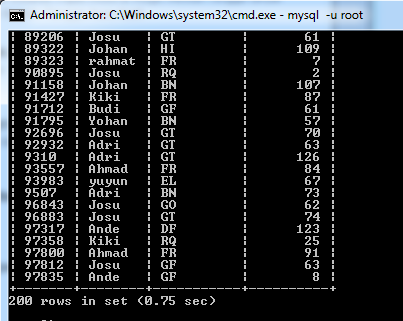 Administrator: C:\Windows\system32\cmd.exe - mysql -u root
| 89206 | Josu | GT | 61 |
| 89322 | Johan | HI | 109 |
| 89323 | rahmat | FR | 7 |
| 90895 | Josu | RQ | 2 |
| 91158 | Johan | BN | 107 |
| 91427 | Kiki | FR | 87 |
| 91712 | Budi | GF | 61 |
| 91795 | Yohan | BN | 57 |
| 92696 | Josu | GT | 70 |
| 92932 | Adri | GT | 63 |
| 9310 | Adri | GT | 126 |
| 93557 | Ahmad | FR | 84 |
| 93983 | yuyun | EL | 67 |
| 9507 | Adri | BN | 73 |
| 96843 | Josu | GO | 62 |
| 96883 | Josu | GT | 74 |
| 97317 | Ande | DF | 123 |
| 97358 | Kiki | RQ | 25 |
| 97800 | Ahmad | FR | 91 |
| 97812 | Josu | GF | 63 |
| 97835 | Ande | GF | 8 |
200 rows in set (0.75 sec)